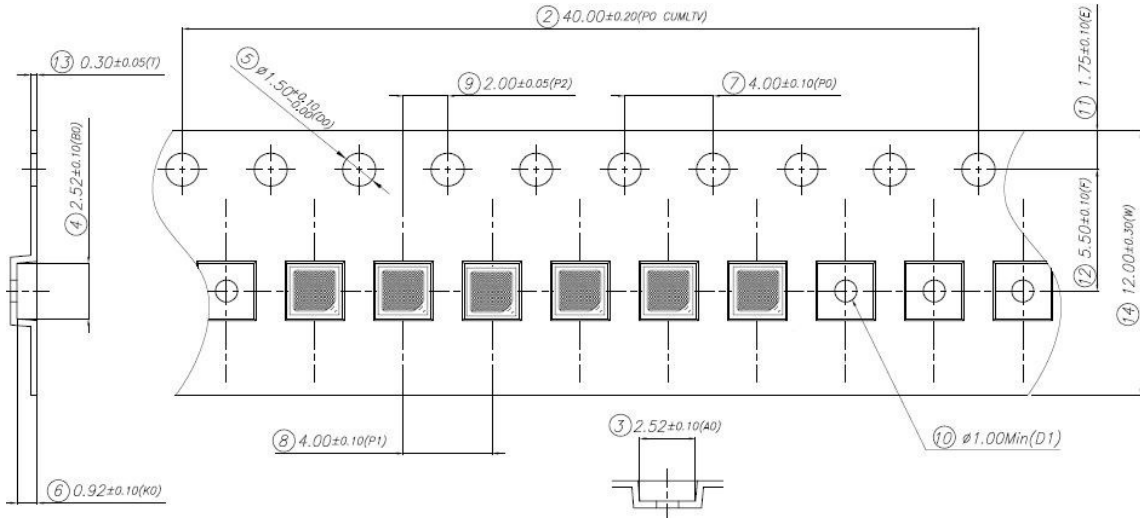 ② 40.00±0.20(P0 CUMLTV)
⑬ 0.30±0.05(T)
⑤ ø1.50+0.10-0.00(D0)
⑨ 2.00±0.05(P2)
⑦ 4.00±0.10(P0)
⑪ 1.75±0.10(E)
④ 2.52±0.10(B0)
⑫ 5.50±0.10(F)
⑭ 12.00±0.30(W)
⑧ 4.00±0.10(P1)
③ 2.52±0.10(A0)
⑩ ø1.00Min(D1)
⑥ 0.92±0.10(K0)